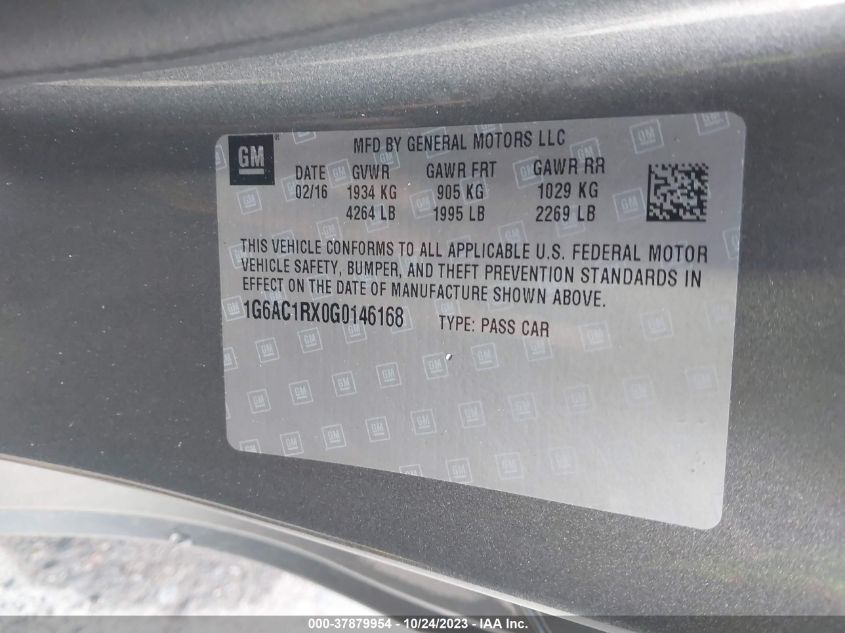 GM
MFD BY GENERAL MOTORS LLC
DATE GVWR GAWR FRT GAWR RR
02/16 1934 KG 905 KG 1029 KG
4264 LB 1995 LB 2269 LB
THIS VEHICLE CONFORMS TO ALL APPLICABLE U.S. FEDERAL MOTOR
VEHICLE SAFETY, BUMPER, AND THEFT PREVENTION STANDARDS IN
EFFECT ON THE DATE OF MANUFACTURE SHOWN ABOVE.
1G6AC1RX0G0146168 TYPE: PASS CAR
000-37879954 - 10/24/2023 - IAA Inc.